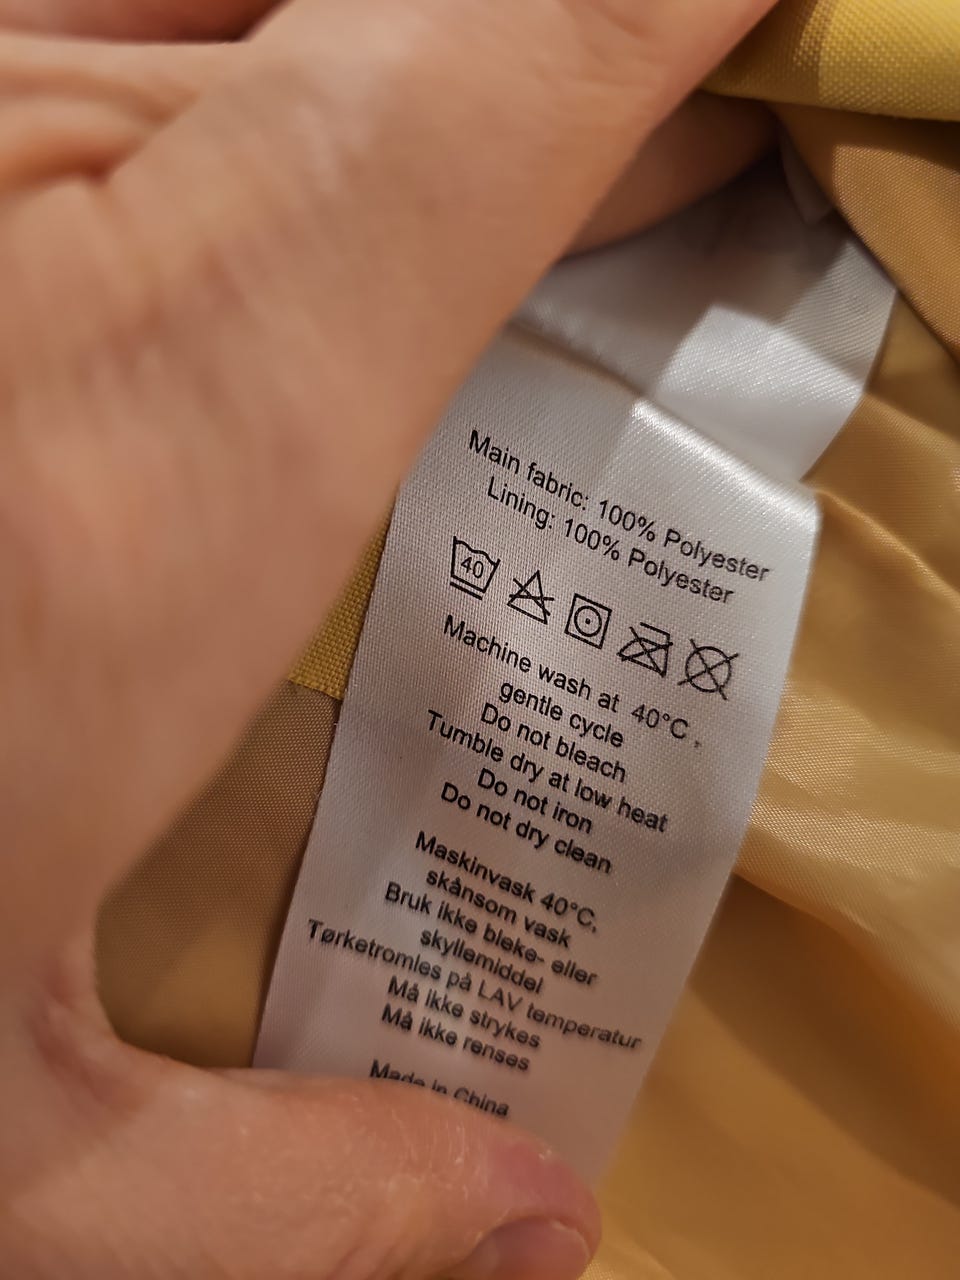 Main fabric: 100% Polyester
Lining: 100% Polyester
40
Machine wash at 40°C ,
gentle cycle
Do not bleach
Tumble dry at low heat
Do not iron
Do not dry clean
Maskinvask 40°C,
skånsom vask
Bruk ikke bleke- eller
skyllemiddel
Tørketromles på LAV temperatur
Må ikke strykes
Må ikke renses
Made in China